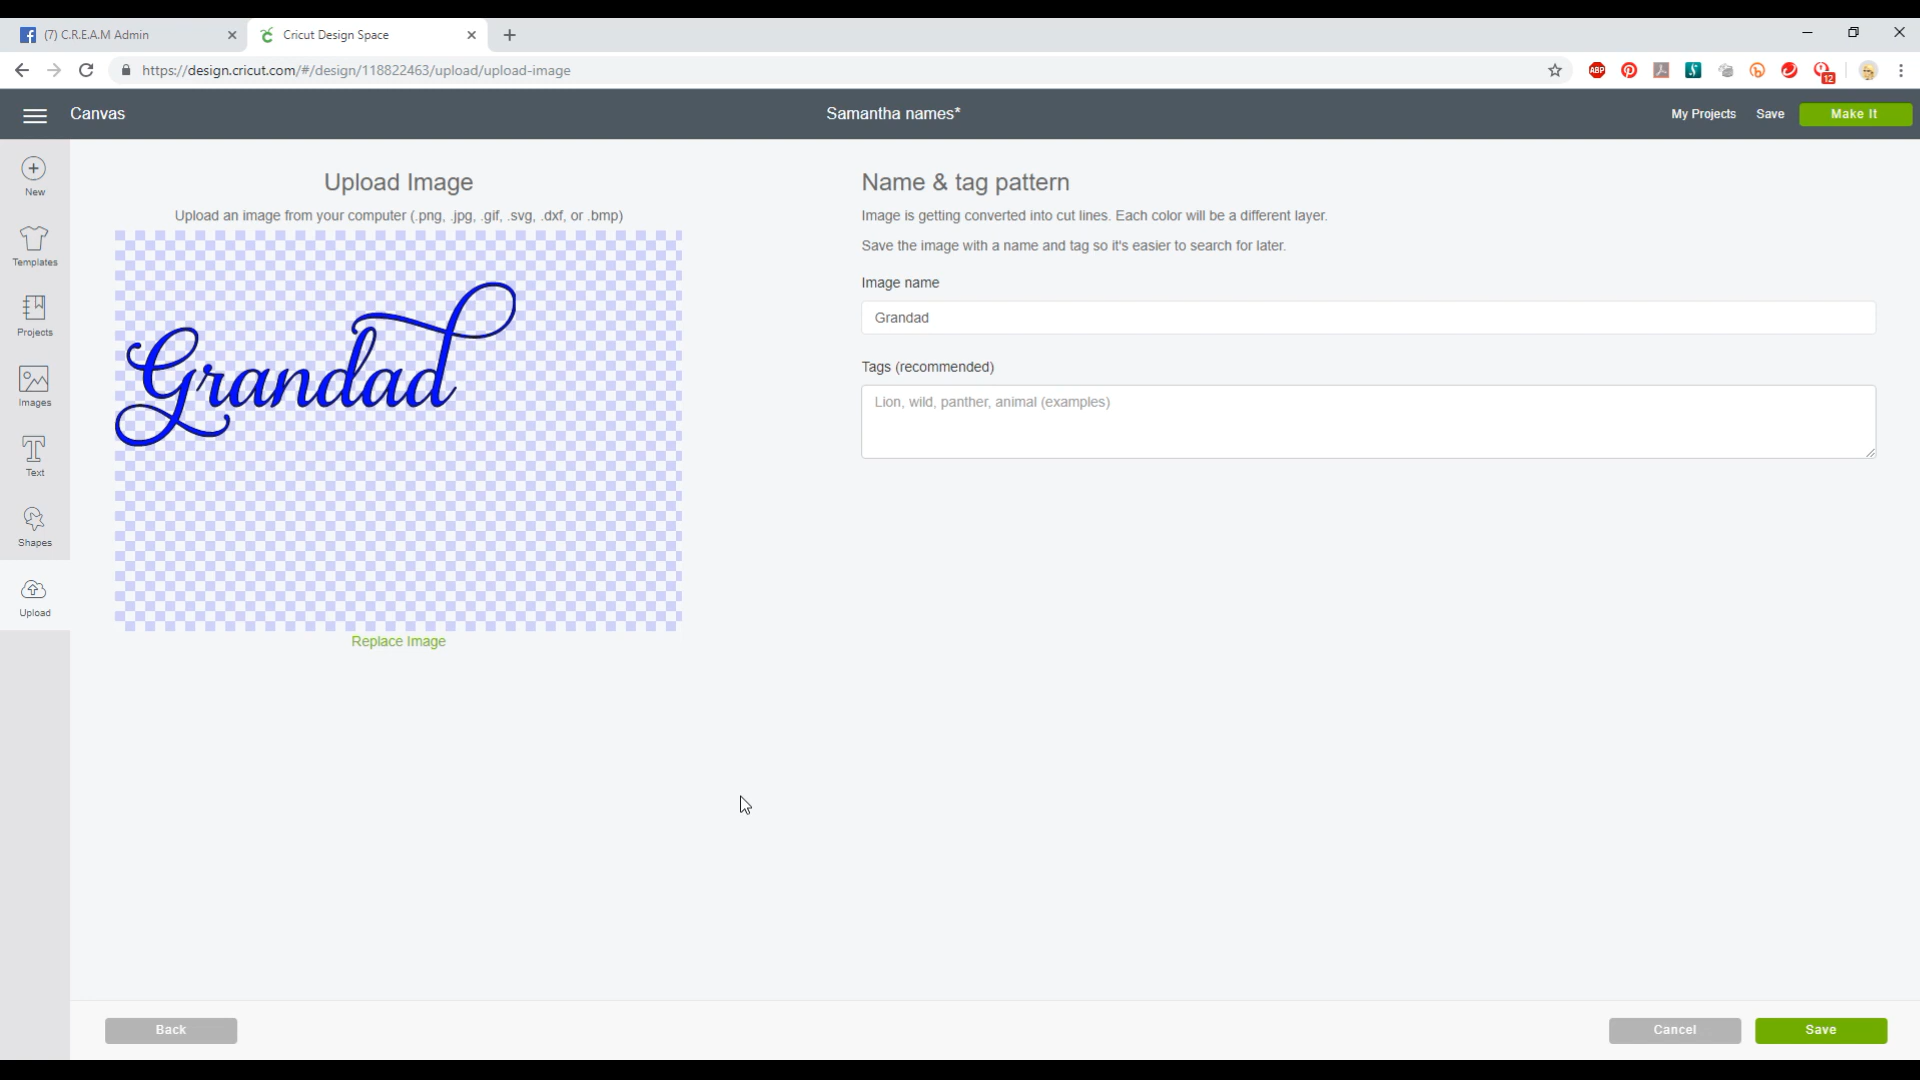 (7) C.R.E.A.M Admin
Cricut Design Space
https://design.cricut.com/#/design/118822463/upload/upload-image
ABP
12
Canvas
Samantha names*
My Projects
Save
Make It
New
Templates
Projects
Images
Text
Shapes
Upload
Upload Image
Upload an image from your computer (.png, .jpg, .gif, .svg, .dxf, or .bmp)
Grandad
Replace Image
Name & tag pattern
Image is getting converted into cut lines. Each color will be a different layer.
Save the image with a name and tag so it's easier to search for later.
Image name
Grandad
Tags (recommended)
Lion, wild, panther, animal (examples)
Back
Cancel
Save